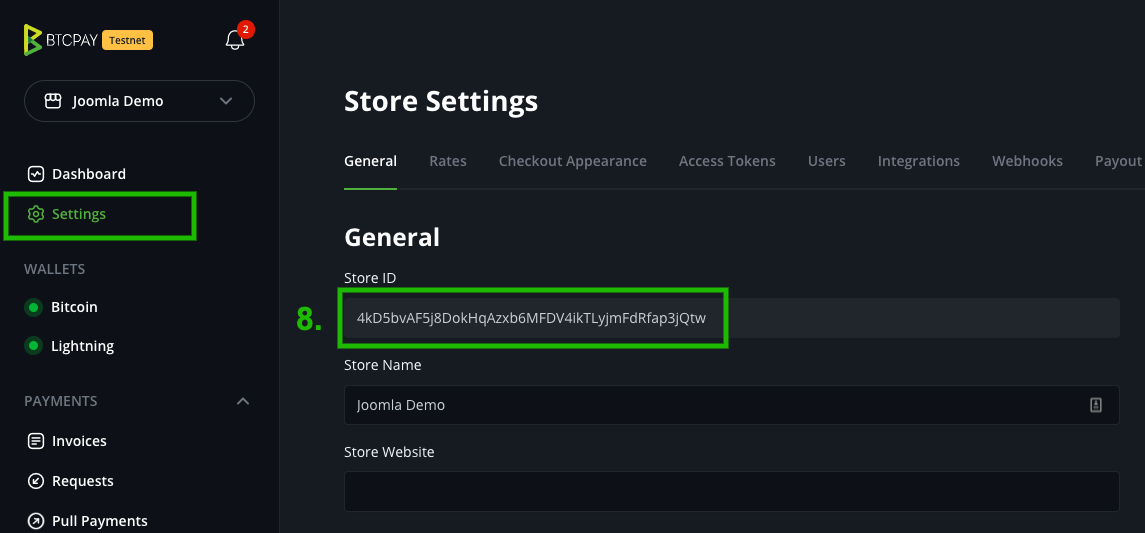 BTCPAY Testnet
2
Joomla Demo
Dashboard
Settings
WALLETS
Bitcoin
Lightning
PAYMENTS
Invoices
Requests
Pull Payments
Store Settings
General Rates Checkout Appearance Access Tokens Users Integrations Webhooks Payout
General
Store ID
8.
4kD5bvAF5j8DokHqAzxb6MFDV4ikTLyjmFdRfap3jQtw
Store Name
Joomla Demo
Store Website